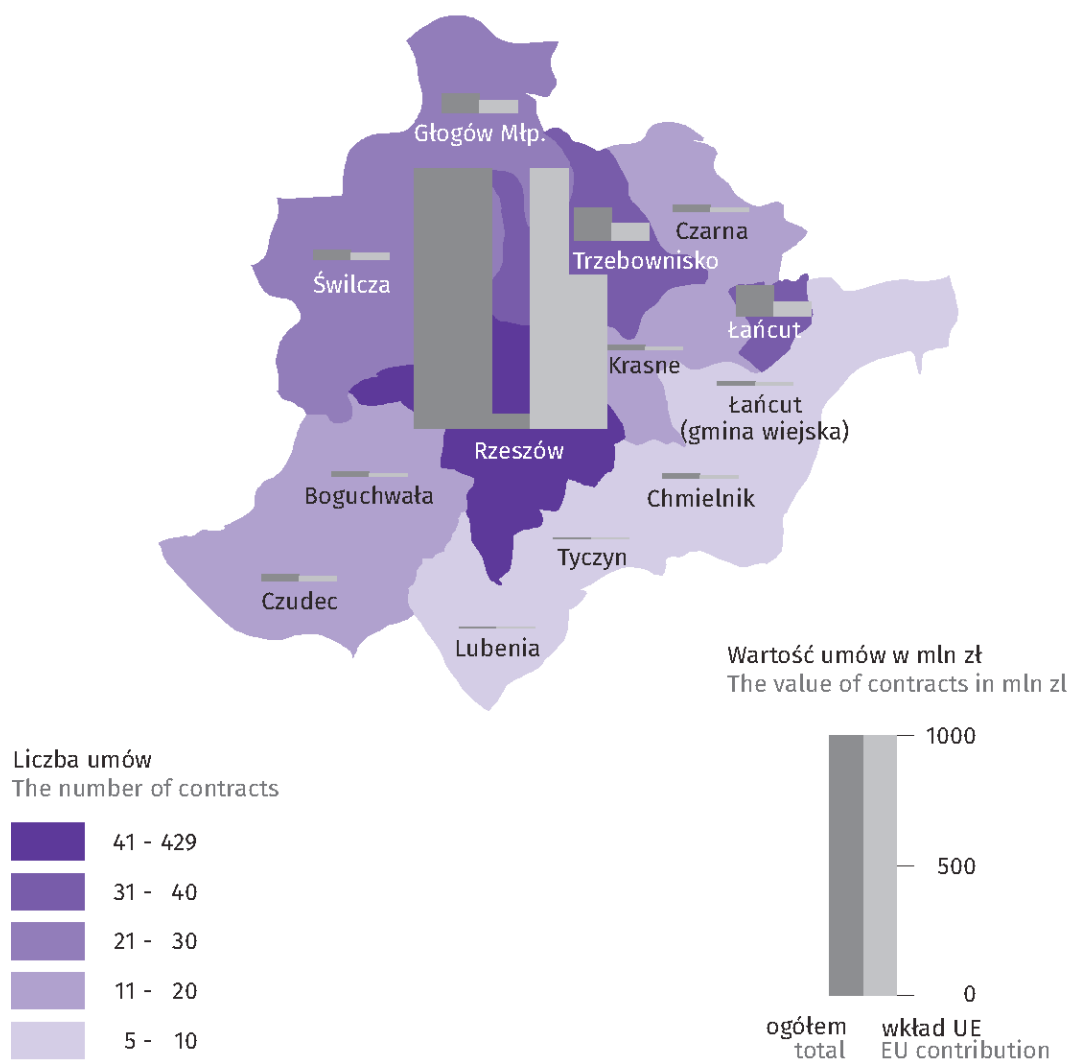 Głogów Młp.
Czarna
Trzebownisko
Świlcza
Łańcut
Krasne
Łańcut
(gmina wiejska)
Rzeszów
Boguchwała
Chmielnik
Tyczyn
Czudec
Lubenia
Wartość umów w mln zł
The value of contracts in mln zl
1000
500
0
ogółem wkład UE
total EU contribution
Liczba umów
The number of contracts
41 - 429
31 - 40
21 - 30
11 - 20
5 - 10